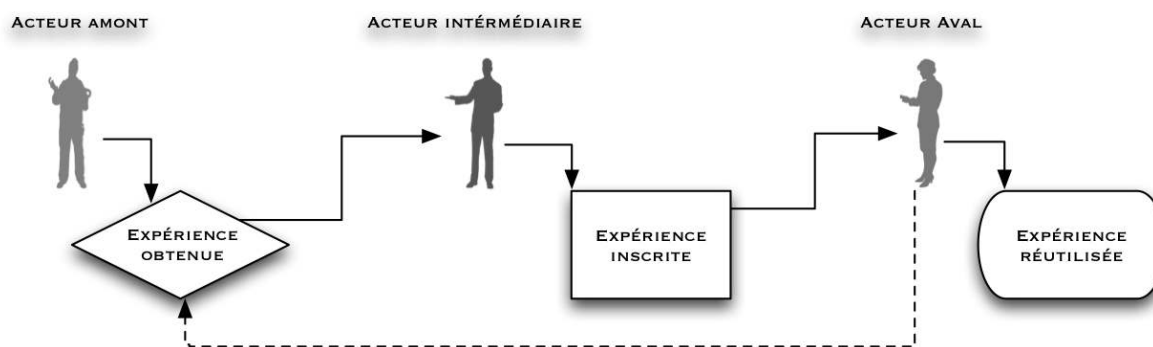 ACTEUR AMONT
ACTEUR INTÉRMÉDIAIRE
ACTEUR AVAL
EXPÉRIENCE
OBTENUE
EXPÉRIENCE
INSCRITE
EXPÉRIENCE
RÉUTILISÉE